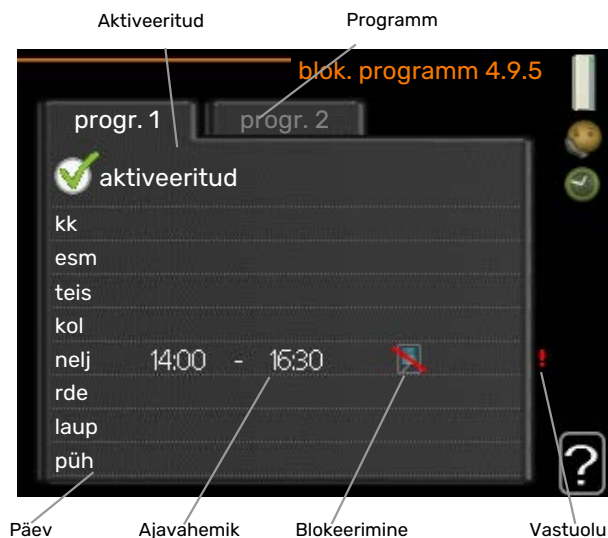 Aktiveeritud Programm
blok. programm 4.9.5
progr. 1 progr. 2
aktiveeritud
kk
esm
teis
kol
nelj 14:00 - 16:30 !
rde
laup
püh
?
Päev Ajavahemik Blokeerimine Vastuolu